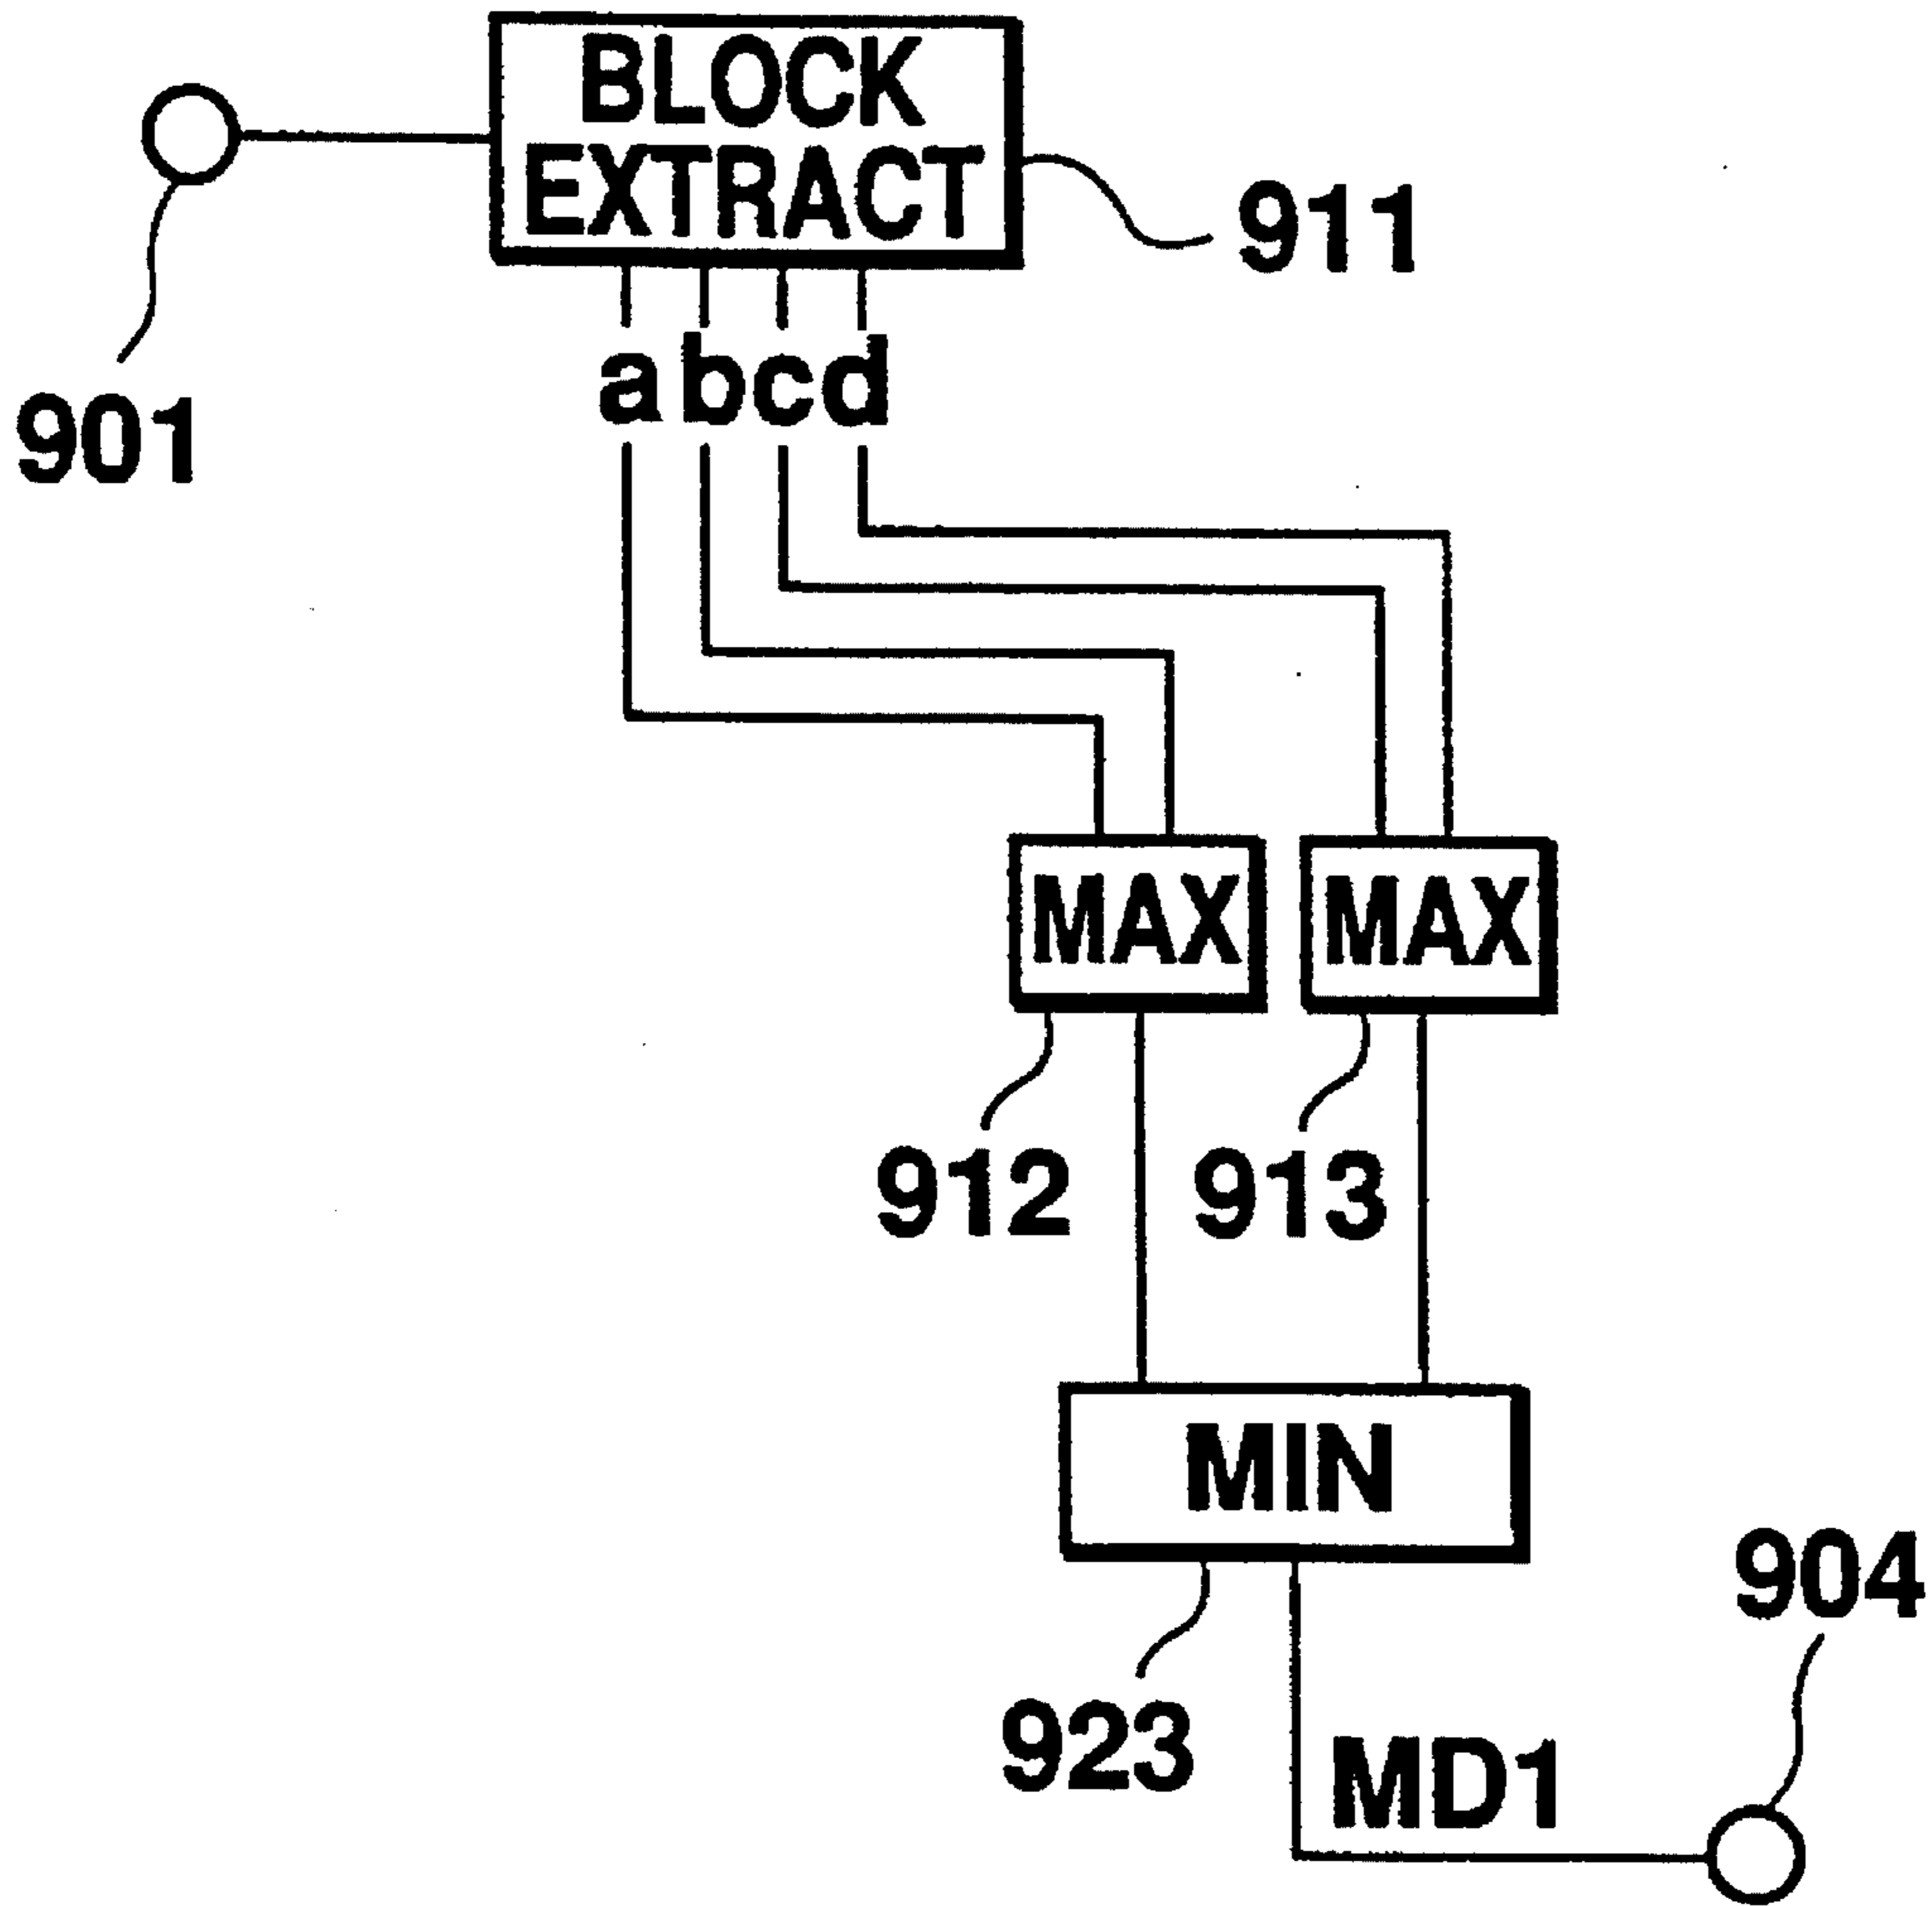 BLOCK
EXTRACT
911
901
a b c d
MAX
MAX
912
913
MIN
904
923
MD1